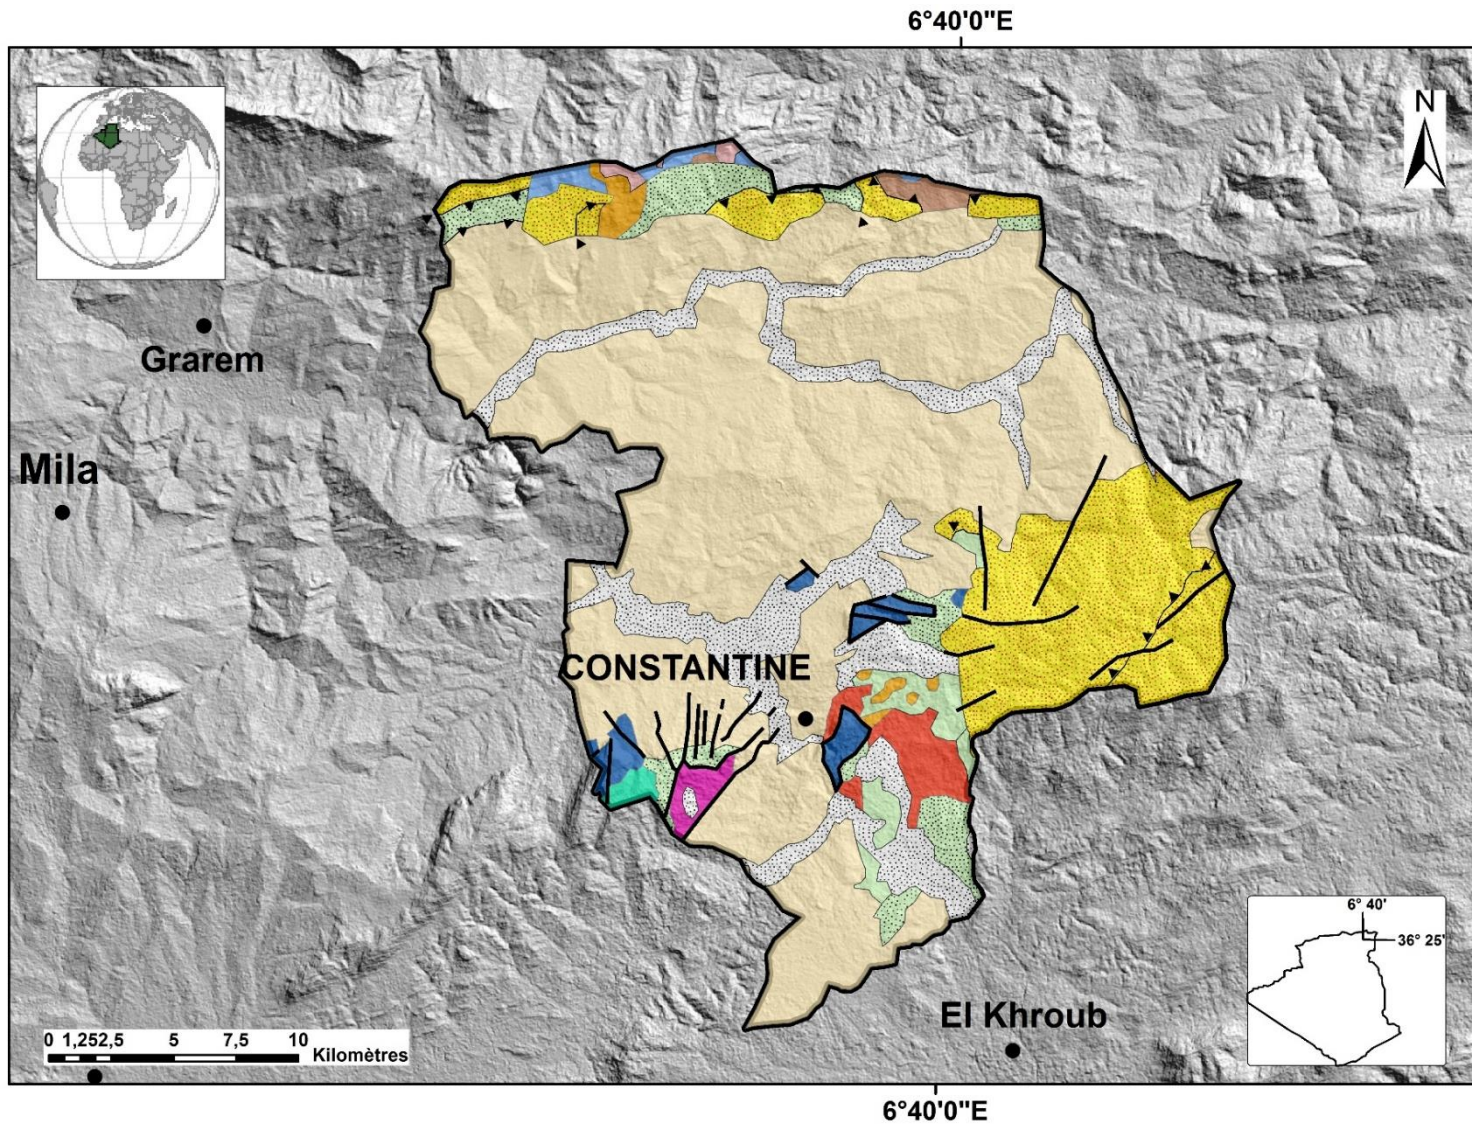 6°40'0"E
N
Grarem
Mila
CONSTANTINE
6° 40'
36° 25'
El Khroub
0 1,252,5 5 7,5 10
Kilomètres
6°40'0"E